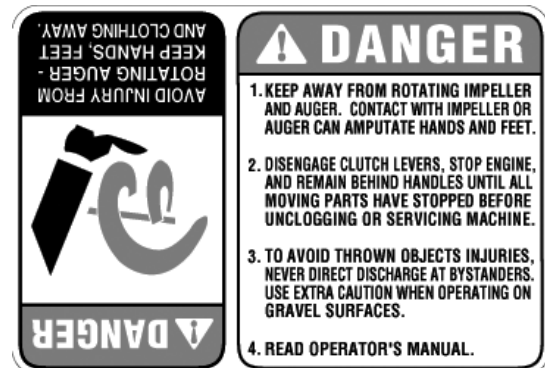 AVOID INJURY FROM
ROTATING AUGER -
KEEP HANDS, FEET
AND CLOTHING AWAY.
DANGER
DANGER
1. KEEP AWAY FROM ROTATING IMPELLER
AND AUGER. CONTACT WITH IMPELLER OR
AUGER CAN AMPUTATE HANDS AND FEET.
2. DISENGAGE CLUTCH LEVERS, STOP ENGINE,
AND REMAIN BEHIND HANDLES UNTIL ALL
MOVING PARTS HAVE STOPPED BEFORE
UNCLOGGING OR SERVICING MACHINE.
3. TO AVOID THROWN OBJECTS INJURIES,
NEVER DIRECT DISCHARGE AT BYSTANDERS.
USE EXTRA CAUTION WHEN OPERATING ON
GRAVEL SURFACES.
4. READ OPERATOR'S MANUAL.